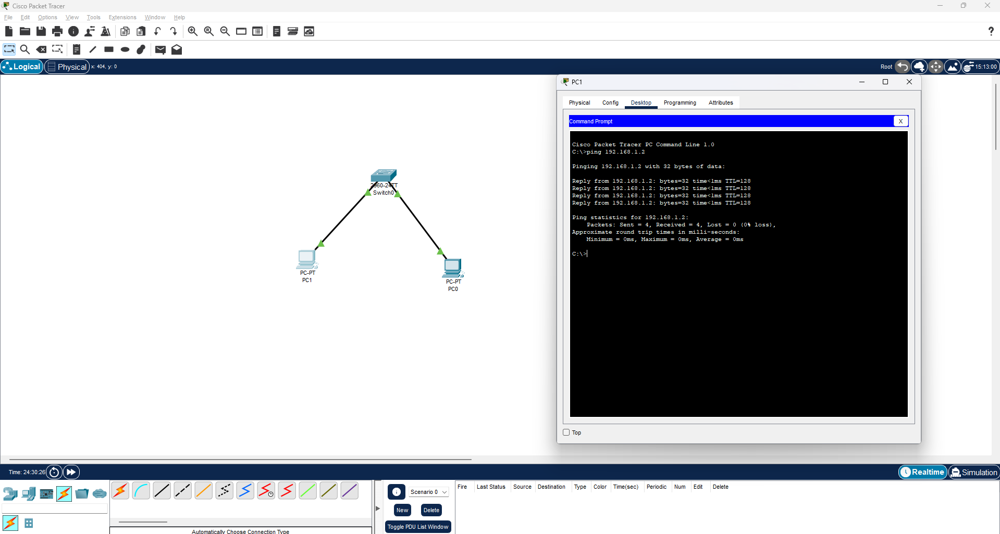 Cisco Packet Tracer
File Edit Options View Tools Extensions Window Help
?
Logical Physical x: 404, y: 0 Root 15:13:00
PC1
Physical Config Desktop Programming Attributes
Command Prompt X
Cisco Packet Tracer PC Command Line 1.0
C:\>ping 192.168.1.2
Pinging 192.168.1.2 with 32 bytes of data:
Reply from 192.168.1.2: bytes=32 time<1ms TTL=128
Reply from 192.168.1.2: bytes=32 time<1ms TTL=128
Reply from 192.168.1.2: bytes=32 time<1ms TTL=128
Reply from 192.168.1.2: bytes=32 time<1ms TTL=128
Ping statistics for 192.168.1.2:
Packets: Sent = 4, Received = 4, Lost = 0 (0% loss),
Approximate round trip times in milli-seconds:
Minimum = 0ms, Maximum = 0ms, Average = 0ms
C:\>
Top
2960-24TT
Switch0
PC-PT
PC1
PC-PT
PC0
Time: 24:30:26 Realtime Simulation
Scenario 0
New Delete
Toggle PDU List Window
Fire Last Status Source Destination Type Color Time(sec) Periodic Num Edit Delete
Automatically Choose Connection Type